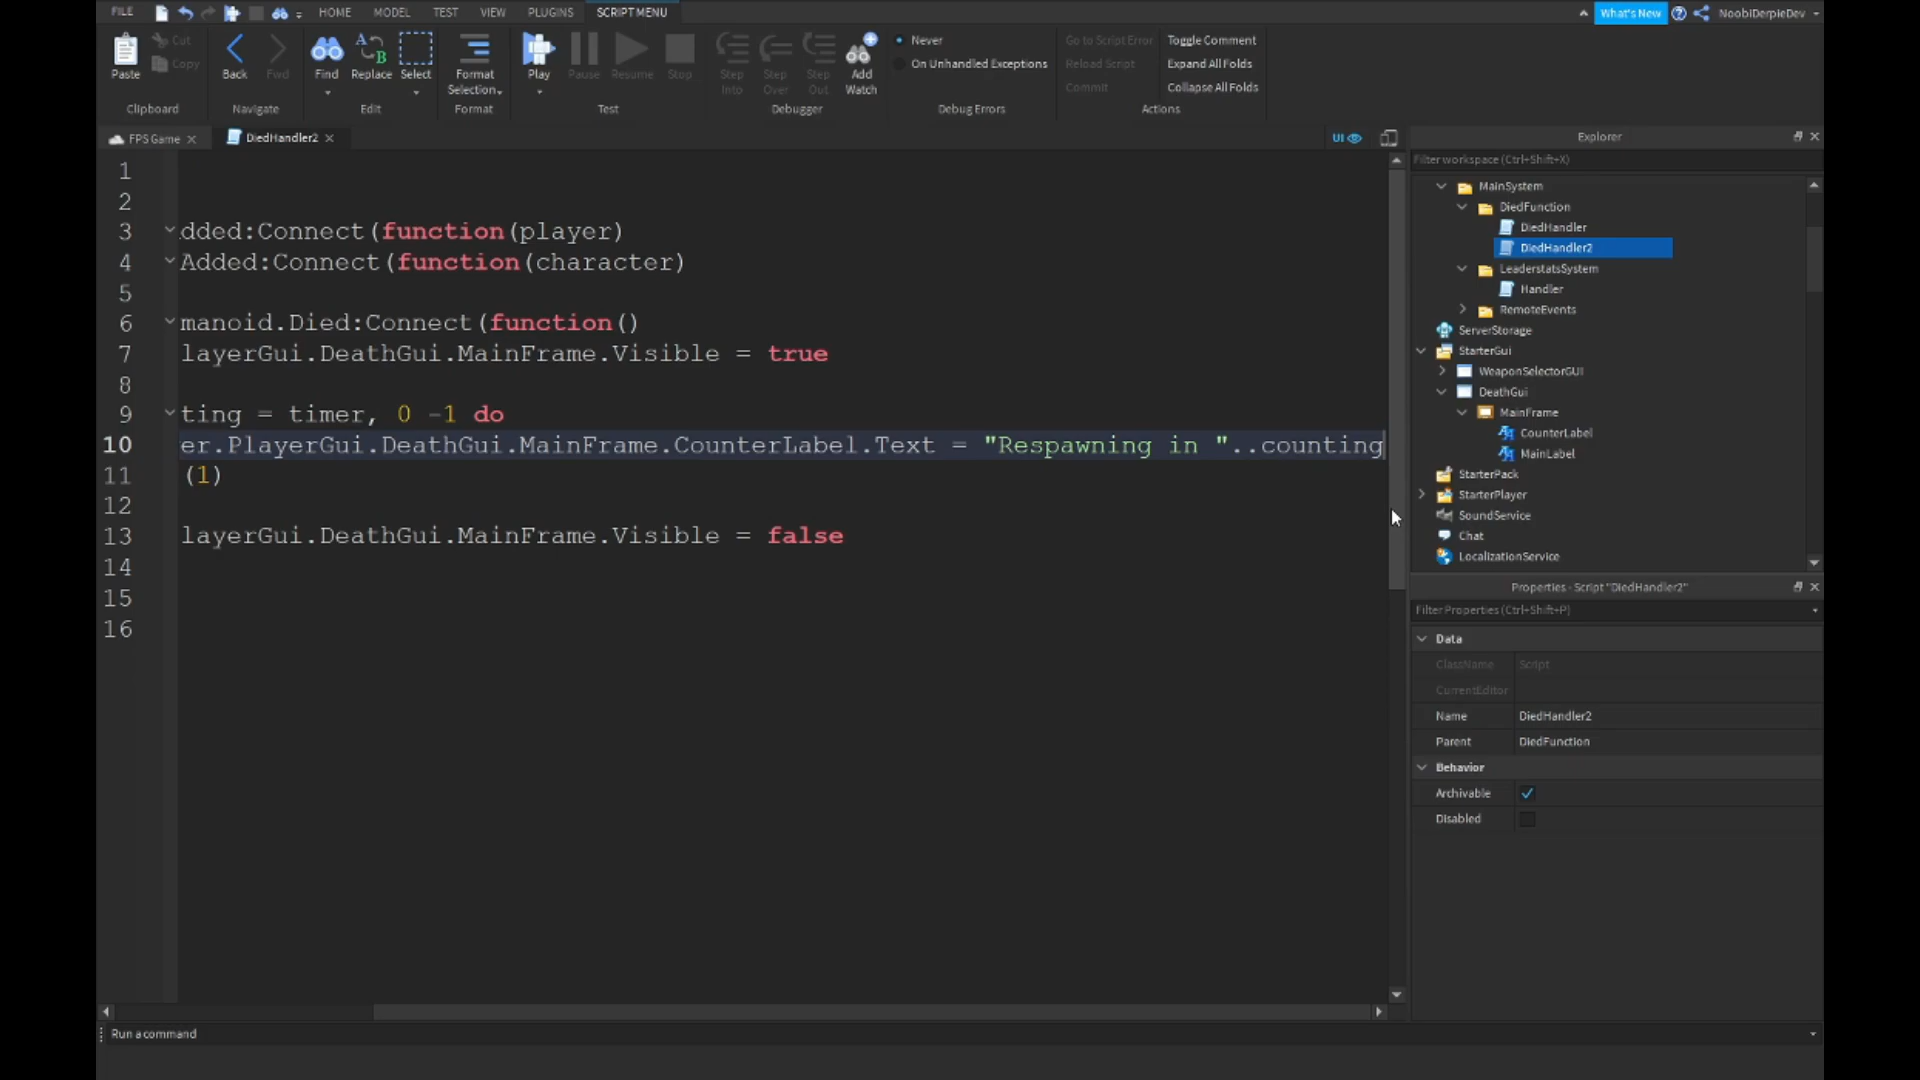 FILE HOME MODEL TEST VIEW PLUGINS SCRIPT MENU What's New NoobiDerpieDev
Cut Copy Paste Back Fwd Find Replace Select Format Selection Play Pause Resume Stop Step Into Step Over Step Out Add Watch
Never
On Unhandled Exceptions
Go to Script Error
Reload Script
Commit
Toggle Comment
Expand All Folds
Collapse All Folds
Clipboard Navigate Edit Format Test Debugger Debug Errors Actions
FPS Game DiedHandler2 UI
1
2
3 dded:Connect(function(player)
4 Added:Connect(function(character)
5
6 manoid.Died:Connect(function()
7 layerGui.DeathGui.MainFrame.Visible = true
8
9 ting = timer, 0 -1 do
10 er.PlayerGui.DeathGui.MainFrame.CounterLabel.Text = "Respawning in "..counting
11 (1)
12
13 layerGui.DeathGui.MainFrame.Visible = false
14
15
16
Explorer
Filter workspace (Ctrl+Shift+X)
MainSystem
DiedFunction
DiedHandler
DiedHandler2
LeaderstatsSystem
Handler
RemoteEvents
ServerStorage
StarterGui
WeaponSelectorGUI
DeathGui
MainFrame
CounterLabel
MainLabel
StarterPack
StarterPlayer
SoundService
Chat
LocalizationService
Properties - Script "DiedHandler2"
Filter Properties (Ctrl+Shift+P)
Data
ClassName Script
CurrentEditor
Name DiedHandler2
Parent DiedFunction
Behavior
Archivable
Disabled
Run a command